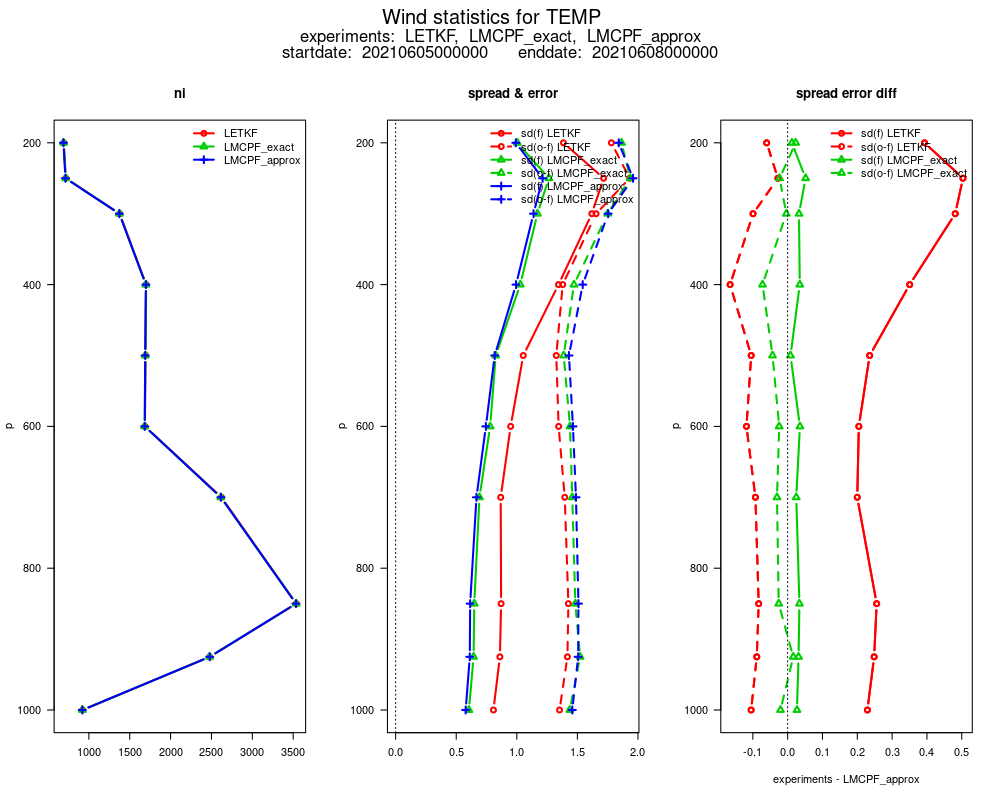 Wind statistics for TEMP
experiments: LETKF, LMCPF_exact, LMCPF_approx
startdate: 20210605000000 enddate: 20210608000000
ni
LETKF
LMCPF_exact
LMCPF_approx
p
200
400
600
800
1000
1000 1500 2000 2500 3000 3500
spread & error
sd(f) LETKF
sd(o-f) LETKF
sd(f) LMCPF_exact
sd(o-f) LMCPF_exact
sd(f) LMCPF_approx
sd(o-f) LMCPF_approx
p
200
400
600
800
1000
0.0 0.5 1.0 1.5 2.0
spread error diff
sd(f) LETKF
sd(o-f) LETKF
sd(f) LMCPF_exact
sd(o-f) LMCPF_exact
p
200
400
600
800
1000
-0.1 0.0 0.1 0.2 0.3 0.4 0.5
experiments - LMCPF_approx